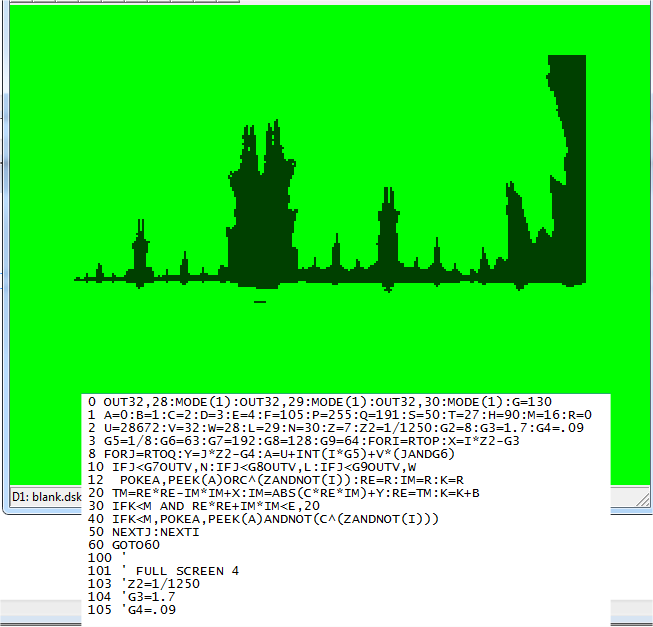 D1: blank.dsk
0 OUT32,28:MODE(1):OUT32,29:MODE(1):OUT32,30:MODE(1):G=130
1 A=0:B=1:C=2:D=3:E=4:F=105:P=255:Q=191:S=50:T=27:H=90:M=16:R=0
2 U=28672:V=32:W=28:L=29:N=30:Z=7:Z2=1/1250:G2=8:G3=1.7:G4=.09
3 G5=1/8:G6=63:G7=192:G8=128:G9=64:FORI=RTOP:X=I*Z2-G3
8 FORJ=RTOQ:Y=J*Z2-G4:A=U+INT(I*G5)+V*(JANDG6)
10 IFJ<G7OUTV,N:IFJ<G8OUTV,L:IFJ<G9OUTV,W
12  POKEA,PEEK(A)ORC^(ZANDNOT(I)):RE=R:IM=R:K=R
20 TM=RE*RE-IM*IM+X:IM=ABS(C*RE*IM)+Y:RE=TM:K=K+B
30 IFK<M AND RE*RE+IM*IM<E,20
40 IFK<M,POKEA,PEEK(A)ANDNOT(C^(ZANDNOT(I)))
50 NEXTJ:NEXTI
60 GOTO60
100 '
101 ' FULL SCREEN 4
103 'Z2=1/1250
104 'G3=1.7
105 'G4=.09